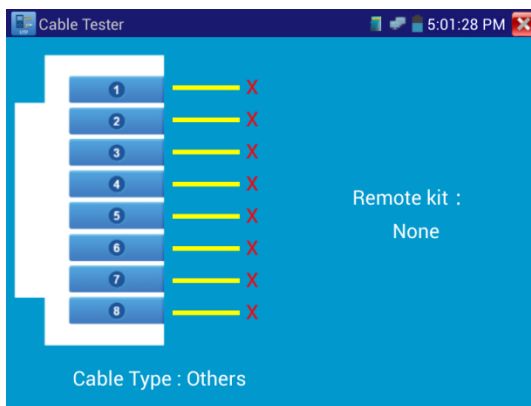 Cable Tester
5:01:28 PM
1
X
2
X
3
X
4
X
5
X
6
X
7
X
8
X
Remote kit :
None
Cable Type : Others